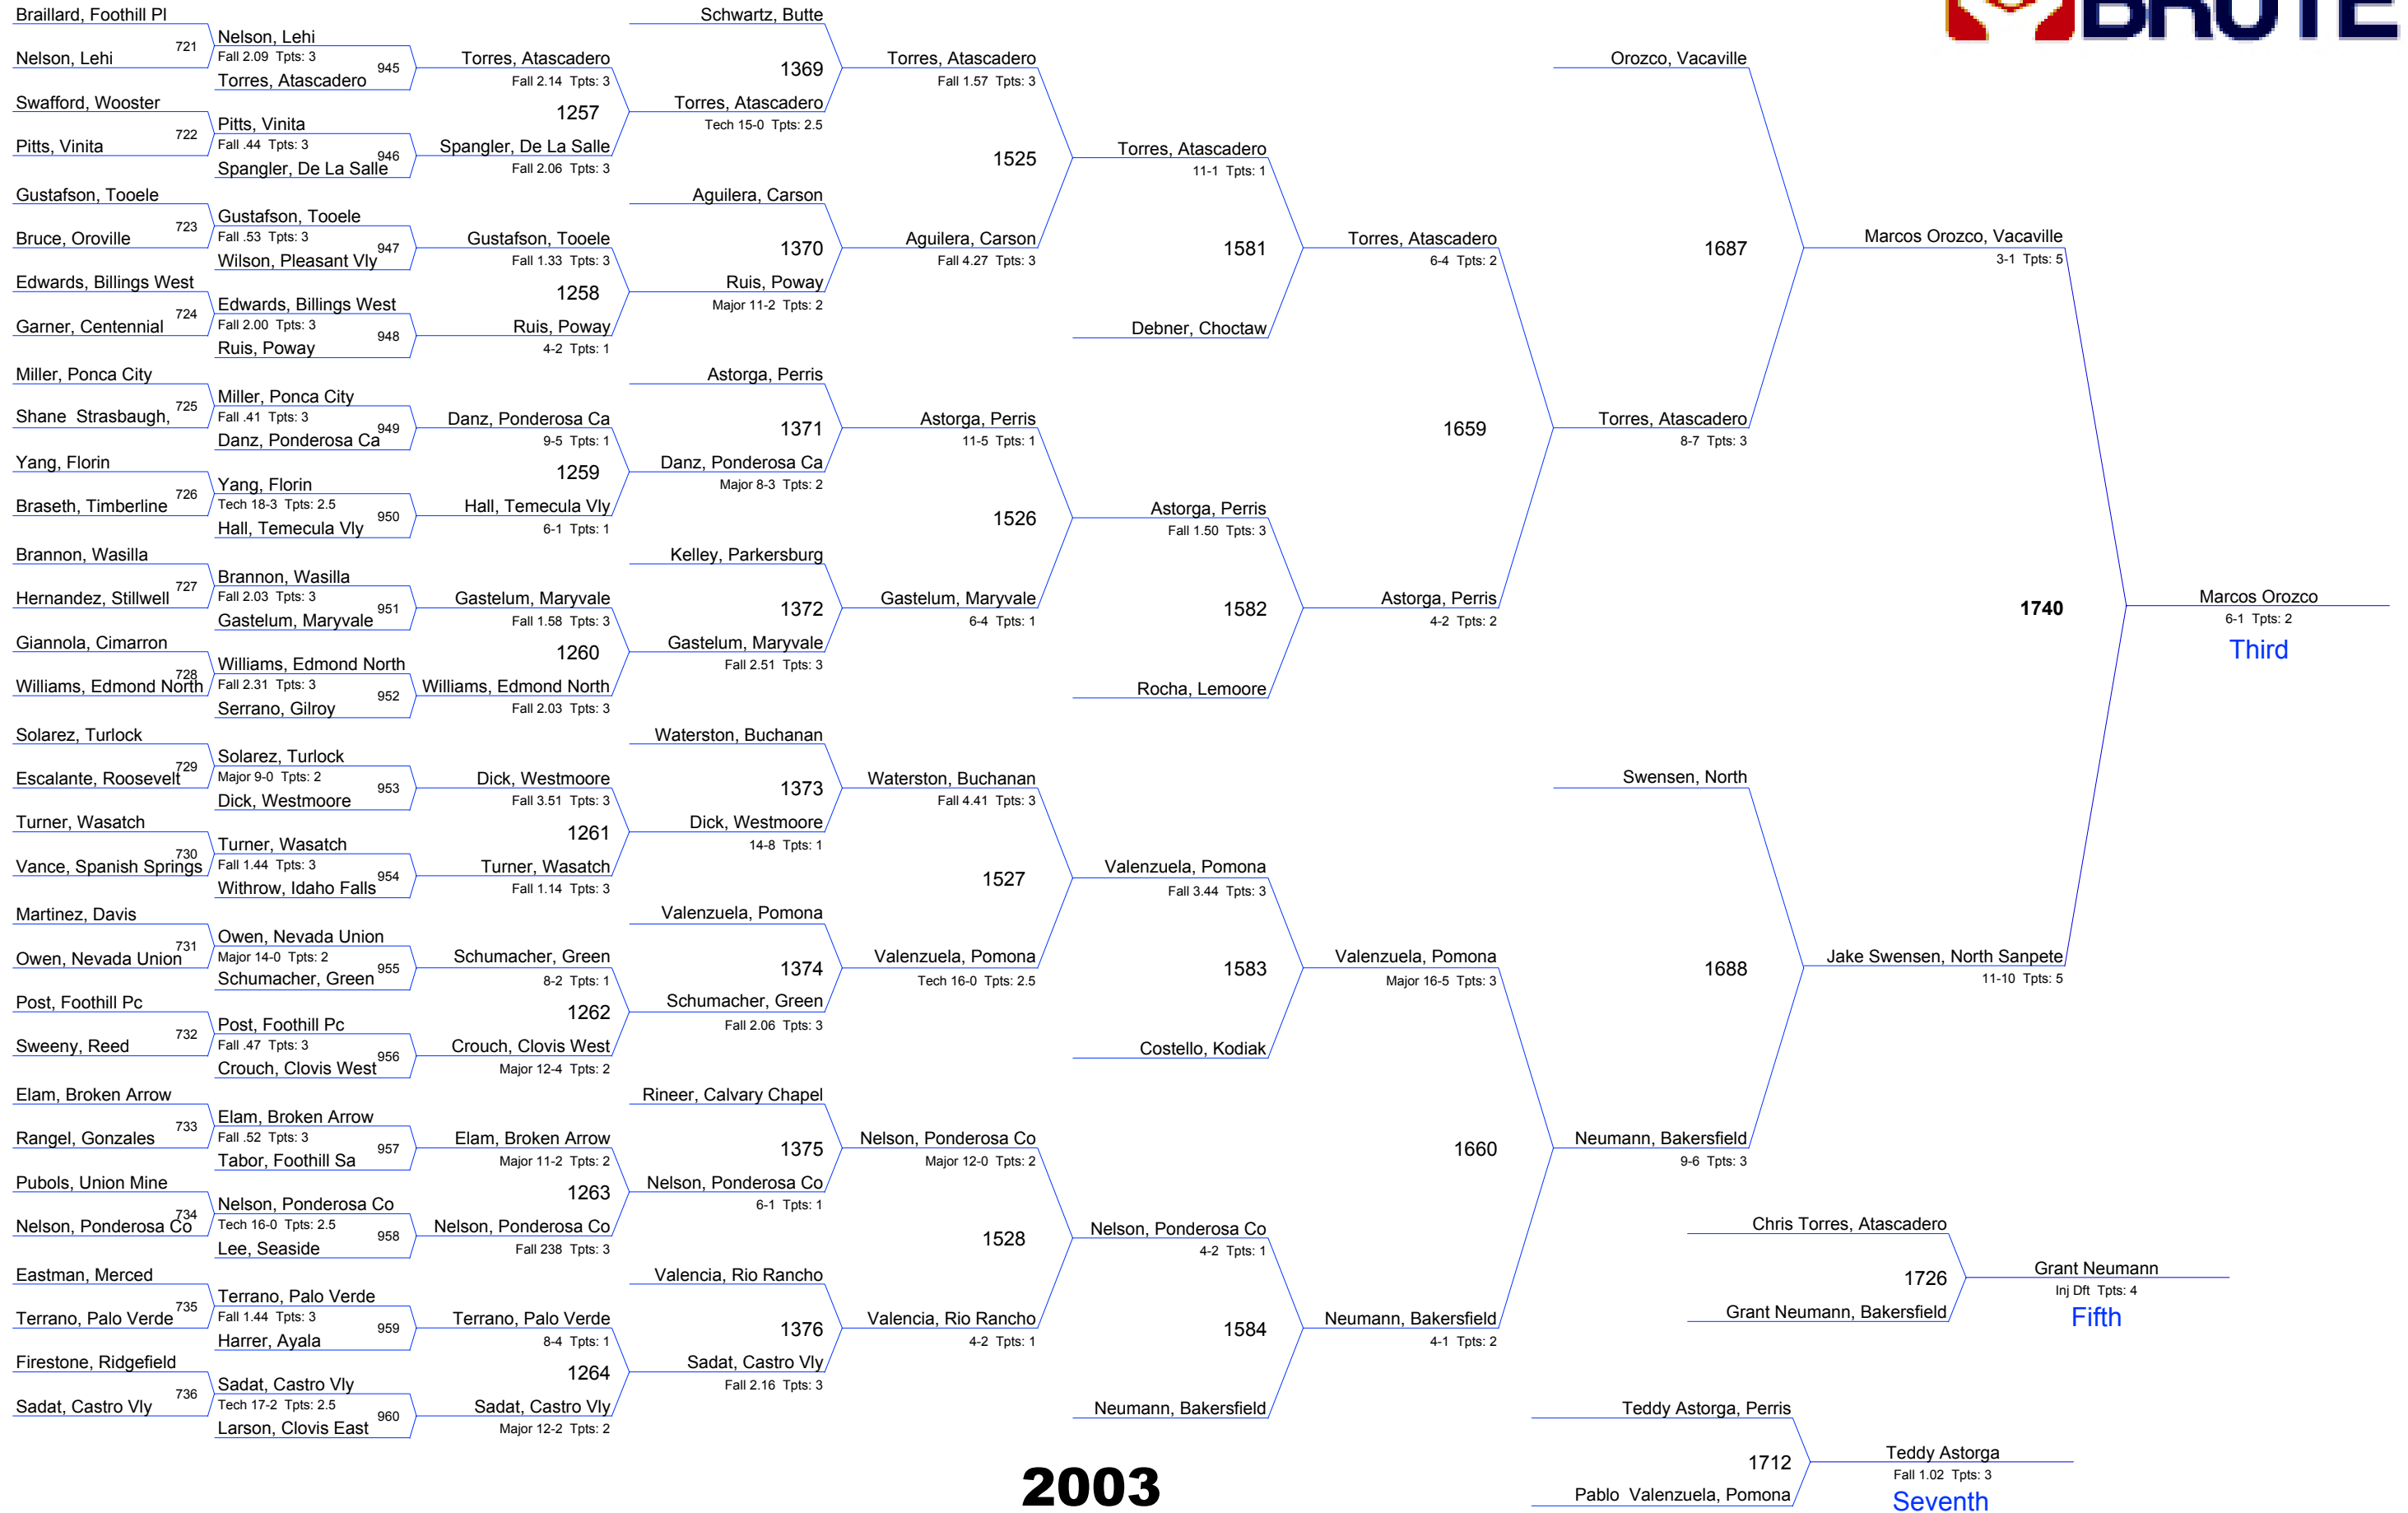 BRUTE
Braillard, Foothill Pl
721
Nelson, Lehi
Swafford, Wooster
722
Pitts, Vinita
Gustafson, Tooele
723
Bruce, Oroville
Edwards, Billings West
724
Garner, Centennial
Miller, Ponca City
725
Shane  Strasbaugh,
Yang, Florin
726
Braseth, Timberline
Brannon, Wasilla
727
Hernandez, Stillwell
Giannola, Cimarron
728
Williams, Edmond North
Solarez, Turlock
729
Escalante, Roosevelt
Turner, Wasatch
730
Vance, Spanish Springs
Martinez, Davis
731
Owen, Nevada Union
Post, Foothill Pc
732
Sweeny, Reed
Elam, Broken Arrow
733
Rangel, Gonzales
Pubols, Union Mine
734
Nelson, Ponderosa Co
Eastman, Merced
735
Terrano, Palo Verde
Firestone, Ridgefield
736
Sadat, Castro Vly
Nelson, Lehi
Fall 2.09  Tpts: 3
945
Torres, Atascadero
Pitts, Vinita
Fall .44  Tpts: 3
946
Spangler, De La Salle
Gustafson, Tooele
Fall .53  Tpts: 3
947
Wilson, Pleasant Vly
Edwards, Billings West
Fall 2.00  Tpts: 3
948
Ruis, Poway
Miller, Ponca City
Fall .41  Tpts: 3
949
Danz, Ponderosa Ca
Yang, Florin
Tech 18-3  Tpts: 2.5
950
Hall, Temecula Vly
Brannon, Wasilla
Fall 2.03  Tpts: 3
951
Gastelum, Maryvale
Williams, Edmond North
Fall 2.31  Tpts: 3
952
Serrano, Gilroy
Solarez, Turlock
Major 9-0  Tpts: 2
953
Dick, Westmoore
Turner, Wasatch
Fall 1.44  Tpts: 3
954
Withrow, Idaho Falls
Owen, Nevada Union
Major 14-0  Tpts: 2
955
Schumacher, Green
Post, Foothill Pc
Fall .47  Tpts: 3
956
Crouch, Clovis West
Elam, Broken Arrow
Fall .52  Tpts: 3
957
Tabor, Foothill Sa
Nelson, Ponderosa Co
Tech 16-0  Tpts: 2.5
958
Lee, Seaside
Terrano, Palo Verde
Fall 1.44  Tpts: 3
959
Harrer, Ayala
Sadat, Castro Vly
Tech 17-2  Tpts: 2.5
960
Larson, Clovis East
Torres, Atascadero
Fall 2.14  Tpts: 3
1257
Spangler, De La Salle
Fall 2.06  Tpts: 3
Gustafson, Tooele
Fall 1.33  Tpts: 3
1258
Ruis, Poway
4-2  Tpts: 1
Danz, Ponderosa Ca
9-5  Tpts: 1
1259
Hall, Temecula Vly
6-1  Tpts: 1
Gastelum, Maryvale
Fall 1.58  Tpts: 3
1260
Williams, Edmond North
Fall 2.03  Tpts: 3
Dick, Westmoore
Fall 3.51  Tpts: 3
1261
Turner, Wasatch
Fall 1.14  Tpts: 3
Schumacher, Green
8-2  Tpts: 1
1262
Crouch, Clovis West
Major 12-4  Tpts: 2
Elam, Broken Arrow
Major 11-2  Tpts: 2
1263
Nelson, Ponderosa Co
Fall 238  Tpts: 3
Terrano, Palo Verde
8-4  Tpts: 1
1264
Sadat, Castro Vly
Major 12-2  Tpts: 2
Schwartz, Butte
1369
Torres, Atascadero
Tech 15-0  Tpts: 2.5
Aguilera, Carson
1370
Ruis, Poway
Major 11-2  Tpts: 2
Astorga, Perris
1371
Danz, Ponderosa Ca
Major 8-3  Tpts: 2
Kelley, Parkersburg
1372
Gastelum, Maryvale
Fall 2.51  Tpts: 3
Waterston, Buchanan
1373
Dick, Westmoore
14-8  Tpts: 1
Valenzuela, Pomona
1374
Schumacher, Green
Fall 2.06  Tpts: 3
Rineer, Calvary Chapel
1375
Nelson, Ponderosa Co
6-1  Tpts: 1
Valencia, Rio Rancho
1376
Sadat, Castro Vly
Fall 2.16  Tpts: 3
Torres, Atascadero
Fall 1.57  Tpts: 3
1525
Aguilera, Carson
Fall 4.27  Tpts: 3
Astorga, Perris
11-5  Tpts: 1
1526
Gastelum, Maryvale
6-4  Tpts: 1
Waterston, Buchanan
Fall 4.41  Tpts: 3
1527
Valenzuela, Pomona
Tech 16-0  Tpts: 2.5
Nelson, Ponderosa Co
Major 12-0  Tpts: 2
1528
Valencia, Rio Rancho
4-2  Tpts: 1
Torres, Atascadero
11-1  Tpts: 1
1581
Debner, Choctaw
Astorga, Perris
Fall 1.50  Tpts: 3
1582
Rocha, Lemoore
Valenzuela, Pomona
Fall 3.44  Tpts: 3
1583
Costello, Kodiak
Nelson, Ponderosa Co
4-2  Tpts: 1
1584
Neumann, Bakersfield
Torres, Atascadero
6-4  Tpts: 2
1659
Astorga, Perris
4-2  Tpts: 2
Valenzuela, Pomona
Major 16-5  Tpts: 3
1660
Neumann, Bakersfield
4-1  Tpts: 2
Orozco, Vacaville
1687
Torres, Atascadero
8-7  Tpts: 3
Swensen, North
1688
Neumann, Bakersfield
9-6  Tpts: 3
Marcos Orozco, Vacaville
3-1  Tpts: 5
1740
Jake Swensen, North Sanpete
11-10  Tpts: 5
Marcos Orozco
6-1  Tpts: 2
Third
Chris Torres, Atascadero
1726
Grant Neumann, Bakersfield
Grant Neumann
Inj Dft  Tpts: 4
Fifth
Teddy Astorga, Perris
1712
Pablo  Valenzuela, Pomona
Teddy Astorga
Fall 1.02  Tpts: 3
Seventh
2003